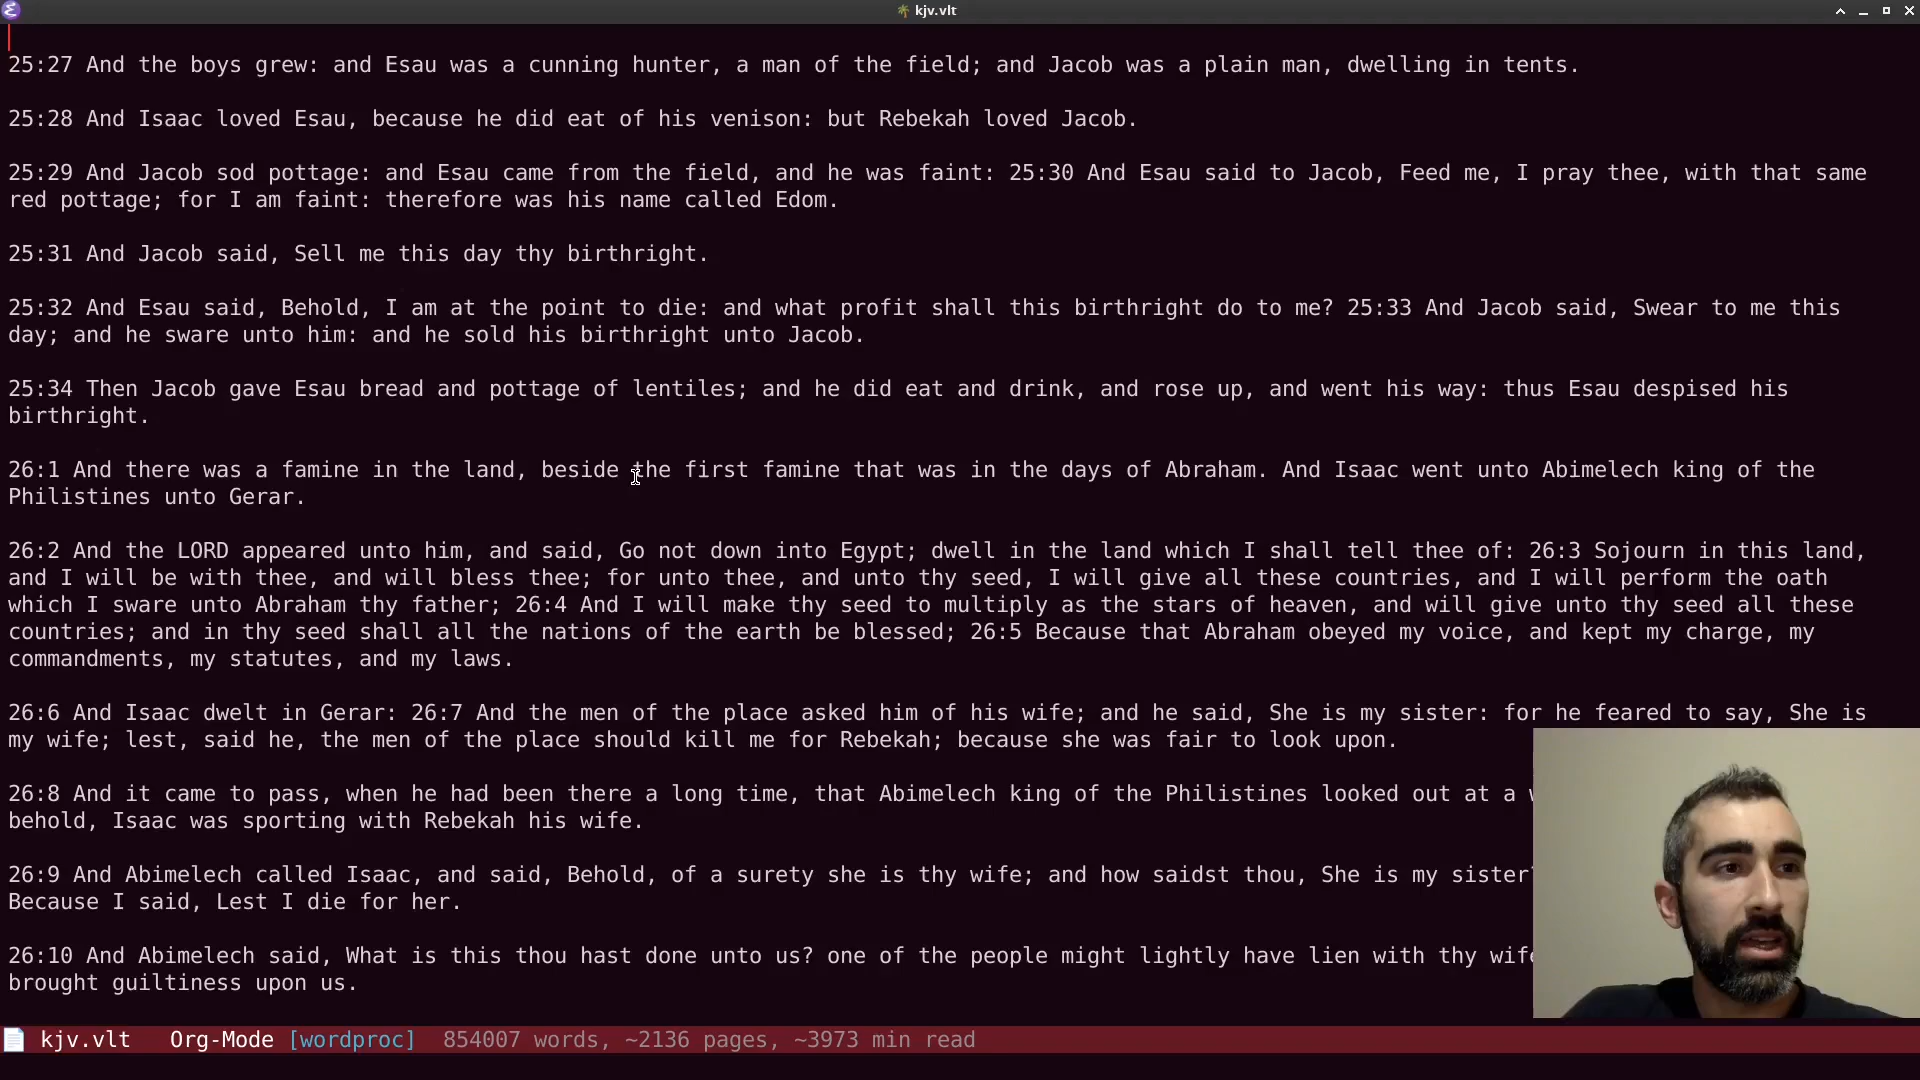 kjv.vlt
25:27 And the boys grew: and Esau was a cunning hunter, a man of the field; and Jacob was a plain man, dwelling in tents.
25:28 And Isaac loved Esau, because he did eat of his venison: but Rebekah loved Jacob.
25:29 And Jacob sod pottage: and Esau came from the field, and he was faint: 25:30 And Esau said to Jacob, Feed me, I pray thee, with that same
red pottage; for I am faint: therefore was his name called Edom.
25:31 And Jacob said, Sell me this day thy birthright.
25:32 And Esau said, Behold, I am at the point to die: and what profit shall this birthright do to me? 25:33 And Jacob said, Swear to me this
day; and he sware unto him: and he sold his birthright unto Jacob.
25:34 Then Jacob gave Esau bread and pottage of lentiles; and he did eat and drink, and rose up, and went his way: thus Esau despised his
birthright.
26:1 And there was a famine in the land, beside the first famine that was in the days of Abraham. And Isaac went unto Abimelech king of the
Philistines unto Gerar.
26:2 And the LORD appeared unto him, and said, Go not down into Egypt; dwell in the land which I shall tell thee of: 26:3 Sojourn in this land,
and I will be with thee, and will bless thee; for unto thee, and unto thy seed, I will give all these countries, and I will perform the oath
which I sware unto Abraham thy father; 26:4 And I will make thy seed to multiply as the stars of heaven, and will give unto thy seed all these
countries; and in thy seed shall all the nations of the earth be blessed; 26:5 Because that Abraham obeyed my voice, and kept my charge, my
commandments, my statutes, and my laws.
26:6 And Isaac dwelt in Gerar: 26:7 And the men of the place asked him of his wife; and he said, She is my sister: for he feared to say, She is
my wife; lest, said he, the men of the place should kill me for Rebekah; because she was fair to look upon.
26:8 And it came to pass, when he had been there a long time, that Abimelech king of the Philistines looked out at a
behold, Isaac was sporting with Rebekah his wife.
26:9 And Abimelech called Isaac, and said, Behold, of a surety she is thy wife; and how saidst thou, She is my sister?
Because I said, Lest I die for her.
26:10 And Abimelech said, What is this thou hast done unto us? one of the people might lightly have lien with thy wife
brought guiltiness upon us.
kjv.vlt Org-Mode [wordproc] 854007 words, ~2136 pages, ~3973 min read